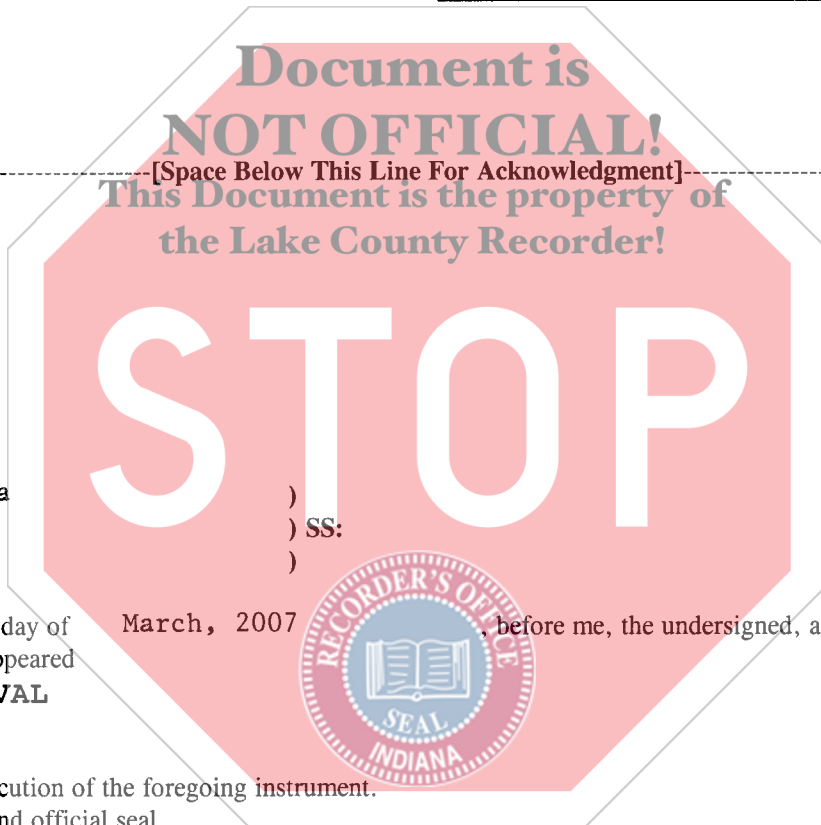 Document is
NOT OFFICIAL!
[Space Below This Line For Acknowledgment]
This Document is the property of
the Lake County Recorder!
STOP
a )
) SS:
)
RECORDER'S OFFICE
SEAL
INDIANA
day of March, 2007 , before me, the undersigned, a
ppeared
VAL
cution of the foregoing instrument.
nd official seal